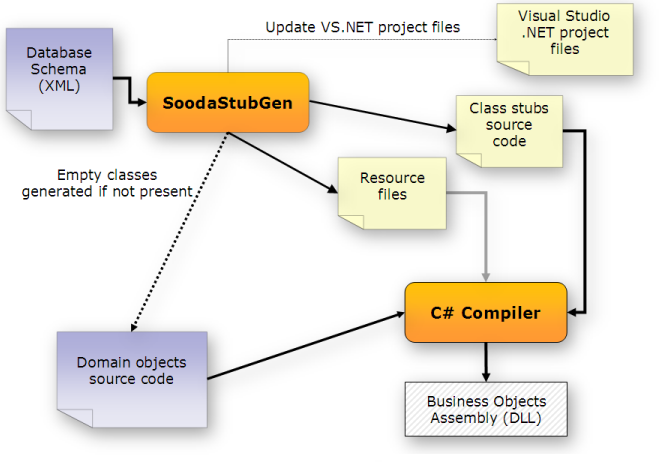 Update VS.NET project files
Visual Studio
.NET project
files
Database
Schema
(XML)
SoodaStubGen
Class stubs
source
code
Empty classes
generated if not present
Resource
files
C# Compiler
Domain objects
source code
Business Objects
Assembly (DLL)